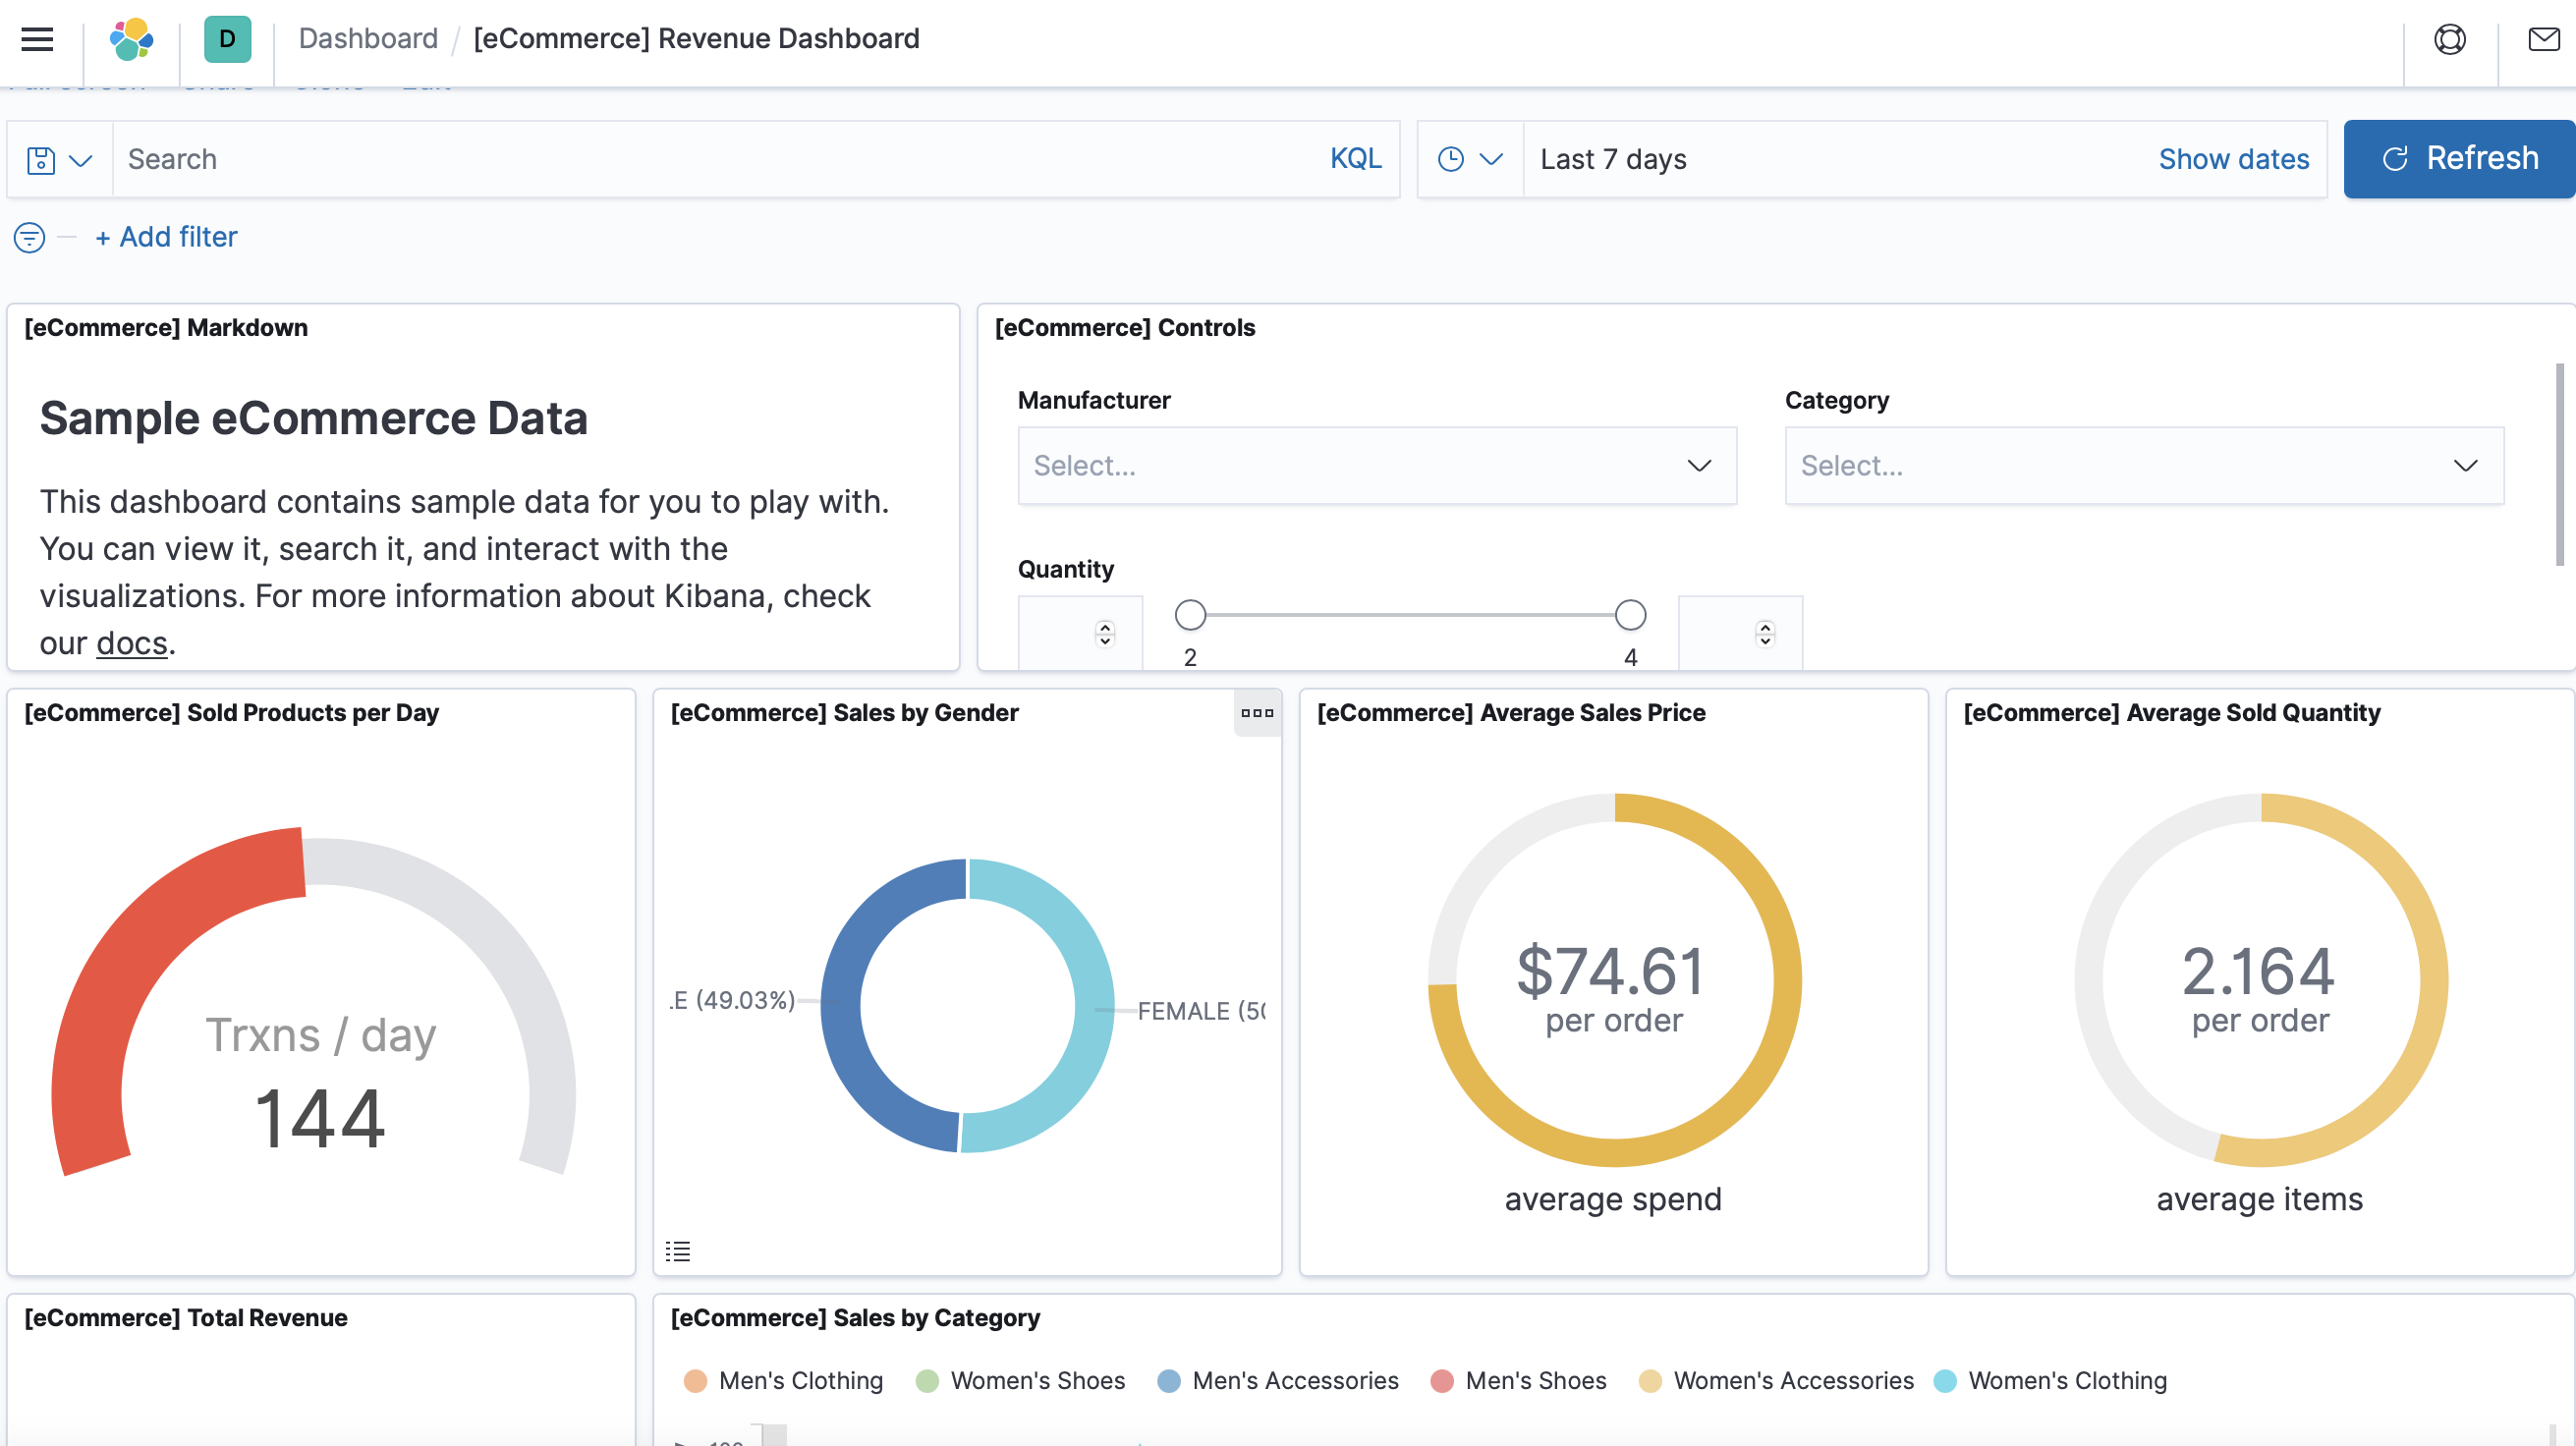 D
Dashboard / [eCommerce] Revenue Dashboard
Full screen Share Clone Edit
Search
KQL
Last 7 days
Show dates
Refresh
+ Add filter
[eCommerce] Markdown
Sample eCommerce Data
This dashboard contains sample data for you to play with.
You can view it, search it, and interact with the
visualizations. For more information about Kibana, check
our docs.
[eCommerce] Controls
Manufacturer
Select...
Category
Select...
Quantity
2
4
[eCommerce] Sold Products per Day
Trxns / day
144
[eCommerce] Sales by Gender
.E (49.03%)
FEMALE (5
[eCommerce] Average Sales Price
$74.61
per order
average spend
[eCommerce] Average Sold Quantity
2.164
per order
average items
[eCommerce] Total Revenue
[eCommerce] Sales by Category
Men's Clothing
Women's Shoes
Men's Accessories
Men's Shoes
Women's Accessories
Women's Clothing